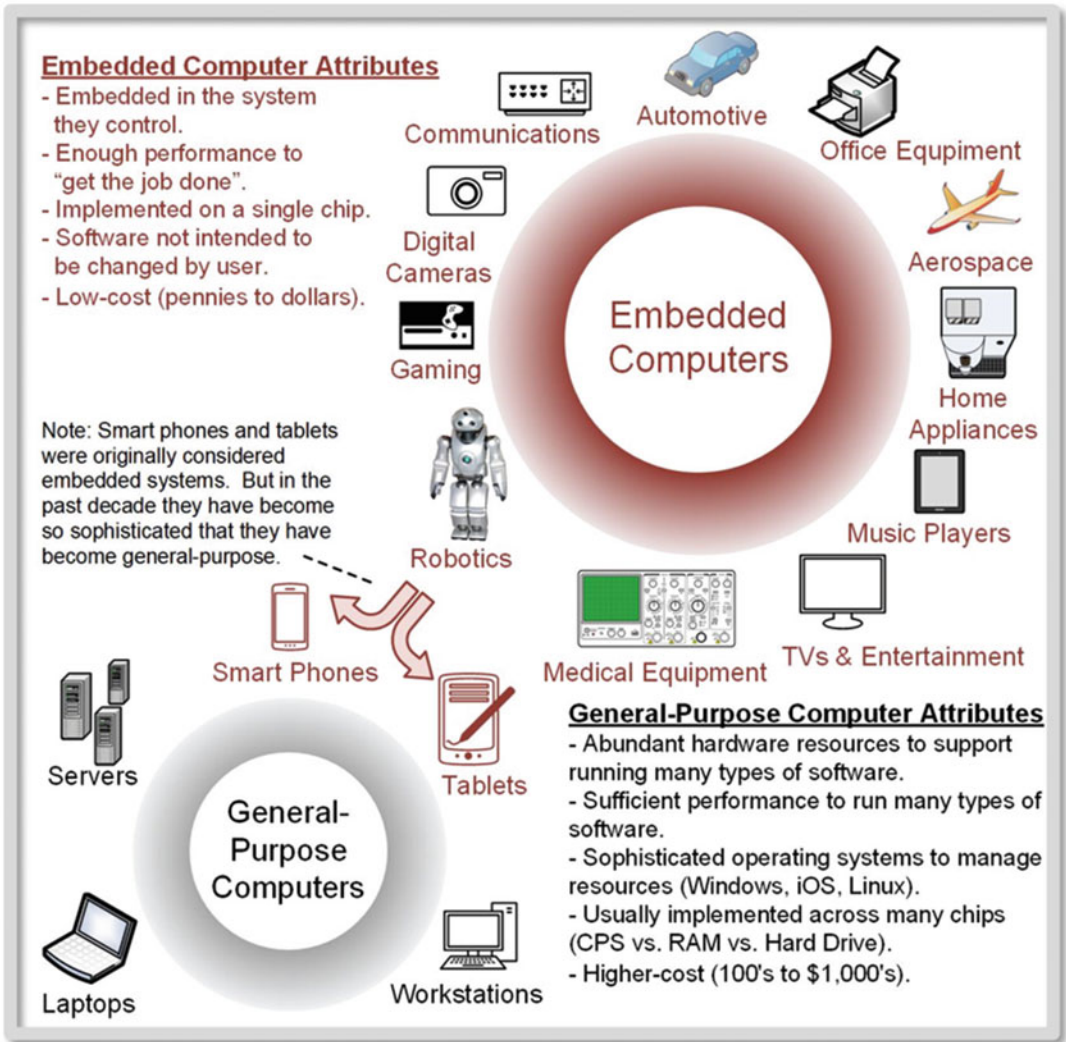 Embedded Computer Attributes
- Embedded in the system
they control.
- Enough performance to
“get the job done”.
- Implemented on a single chip.
- Software not intended to
be changed by user.
- Low-cost (pennies to dollars).
Communications
Automotive
Office Equpiment
Digital
Cameras
Aerospace
Gaming
Embedded
Computers
Home
Appliances
Note: Smart phones and tablets
were originally considered
embedded systems. But in the
past decade they have become
so sophisticated that they have
become general-purpose.
Robotics
Music Players
Smart Phones
Medical Equipment
TVs & Entertainment
Servers
Tablets
General-
Purpose
Computers
Laptops
Workstations
General-Purpose Computer Attributes
- Abundant hardware resources to support
running many types of software.
- Sufficient performance to run many types of
software.
- Sophisticated operating systems to manage
resources (Windows, iOS, Linux).
- Usually implemented across many chips
(CPS vs. RAM vs. Hard Drive).
- Higher-cost (100's to $1,000's).